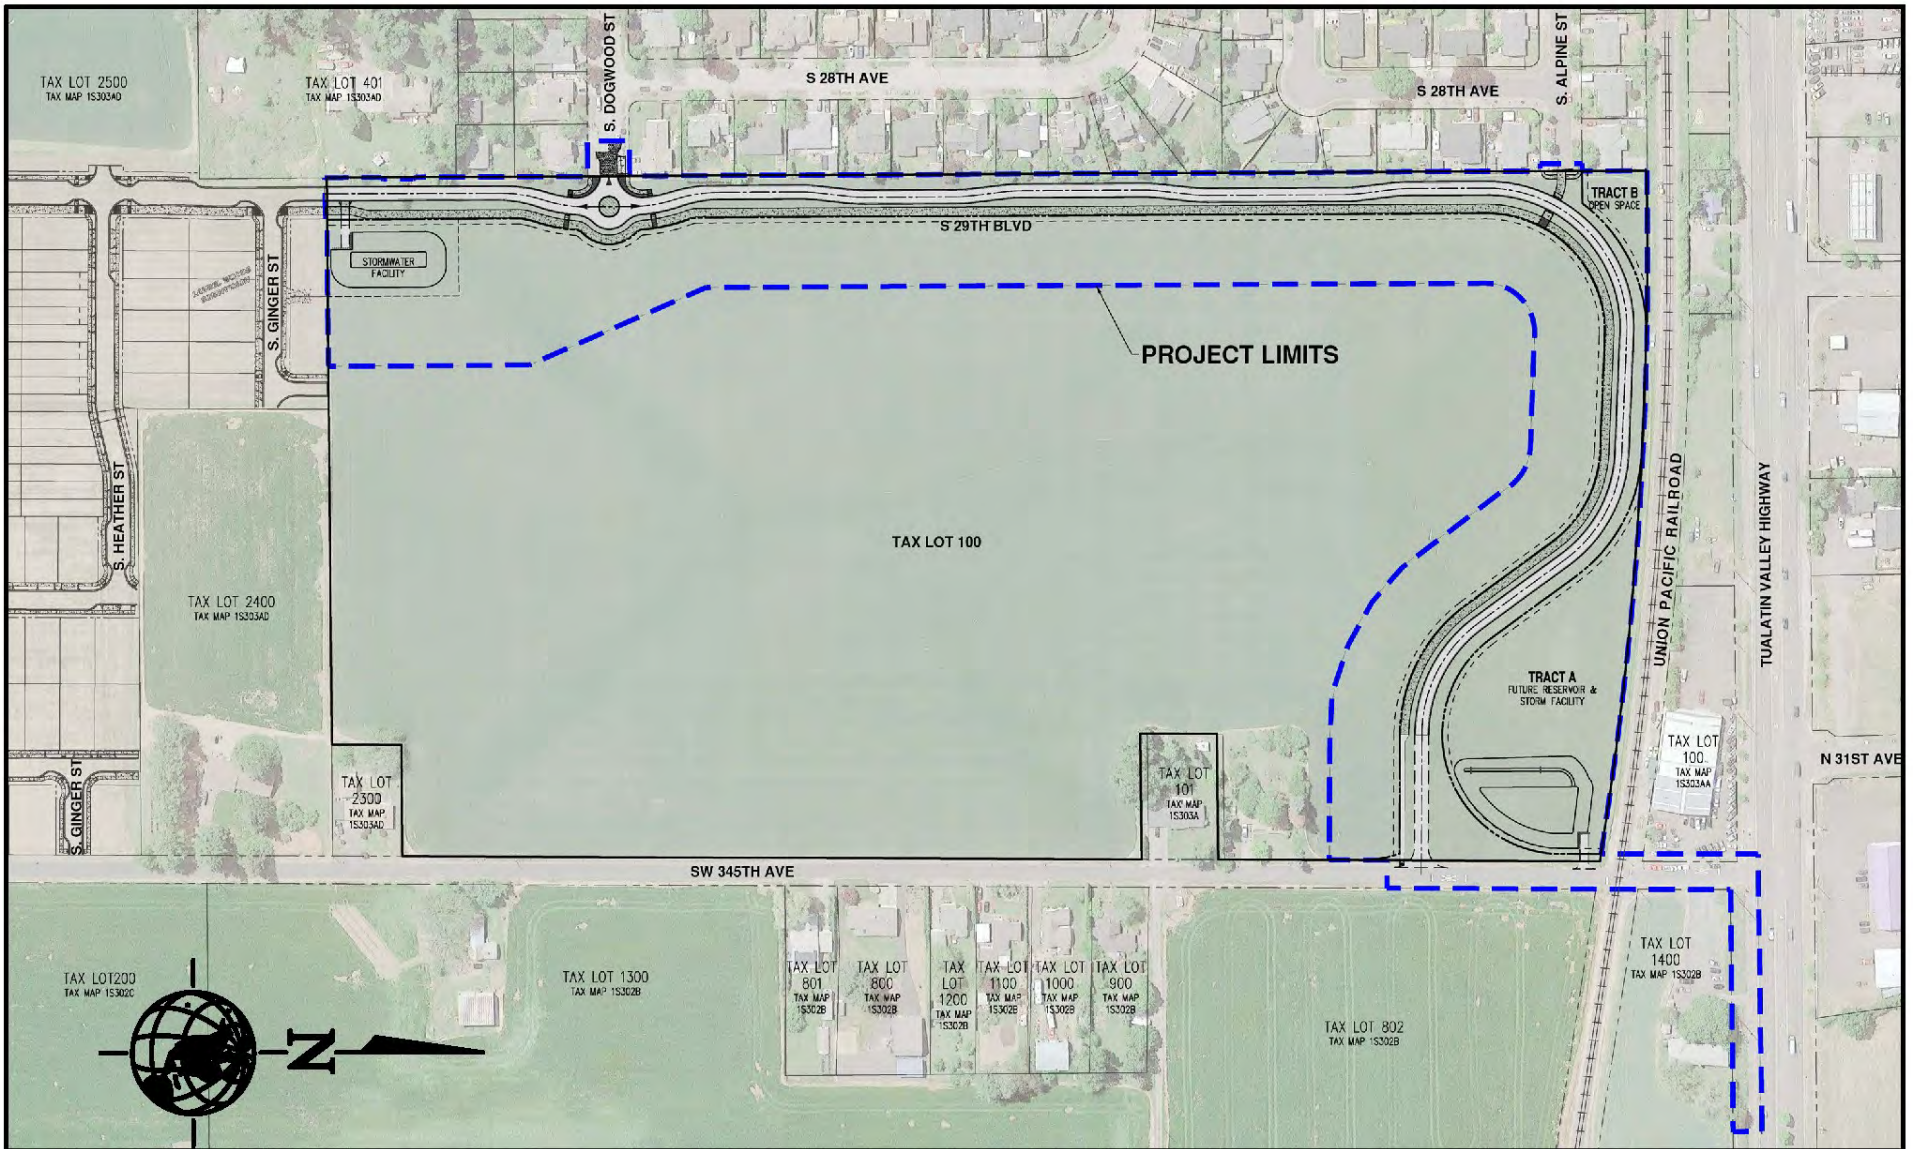 TAX LOT 2500
TAX MAP 1S303AD
TAX LOT 401
TAX MAP 1S303AD
S. DOGWOOD ST
S 28TH AVE
S 28TH AVE
S. ALPINE ST
TRACT B
OPEN SPACE
S 29TH BLVD
STORMWATER
FACILITY
S. GINGER ST
PROJECT LIMITS
S. HEATHER ST
TAX LOT 100
UNION PACIFIC RAILROAD
TUALATIN VALLEY HIGHWAY
TAX LOT 2400
TAX MAP 1S303AD
TRACT A
FUTURE RESERVOIR &
STORM FACILITY
S. GINGER ST
TAX LOT
2300
TAX MAP
1S303AD
TAX LOT
101
TAX MAP
1S303A
TAX LOT
100
TAX MAP
1S303AA
N 31ST AVE
SW 345TH AVE
TAX LOT200
TAX MAP 1S302C
TAX LOT 1300
TAX MAP 1S302B
TAX LOT
801
TAX MAP
1S302B
TAX LOT
800
TAX MAP
1S302B
TAX
LOT
1200
TAX MAP
1S302B
TAX LOT
1100
TAX MAP
1S302B
TAX LOT
1000
TAX MAP
1S302B
TAX LOT
900
TAX MAP
1S302B
TAX LOT 802
TAX MAP 1S302B
TAX LOT
1400
TAX MAP 1S302B
N